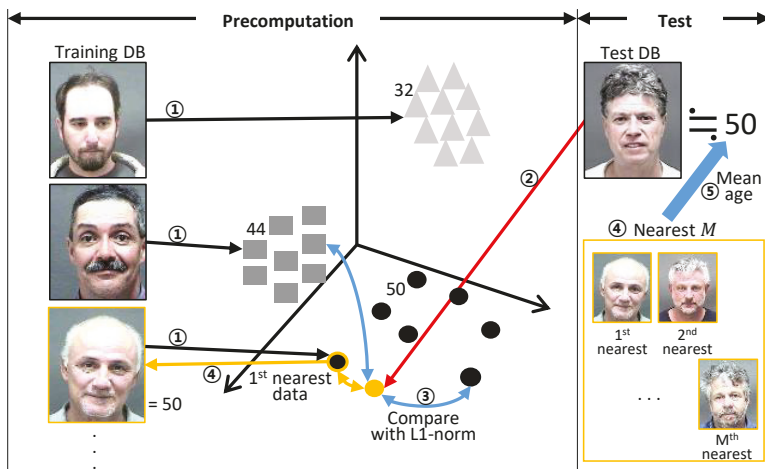 Precomputation
Test
Training DB
Test DB
①
32
②
≒ 50
⑤ Mean
age
①
44
④ Nearest M
50
①
④
1st nearest
data
③
Compare
with L1-norm
= 50
1st
nearest
2nd
nearest
. . .
Mth
nearest
.
.
.